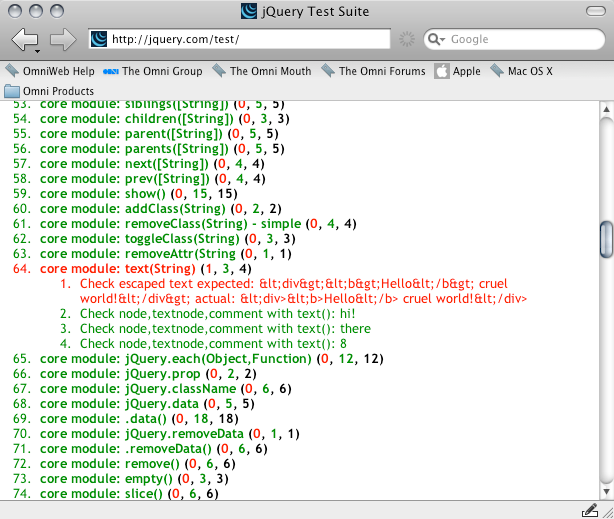 jQuery Test Suite
http://jquery.com/test/
Google
OmniWeb Help The Omni Group The Omni Mouth The Omni Forums Apple Mac OS X
Omni Products
53. core module: siblings([String]) (0, 5, 5)
54. core module: children([String]) (0, 3, 3)
55. core module: parent([String]) (0, 5, 5)
56. core module: parents([String]) (0, 5, 5)
57. core module: next([String]) (0, 4, 4)
58. core module: prev([String]) (0, 4, 4)
59. core module: show() (0, 15, 15)
60. core module: addClass(String) (0, 2, 2)
61. core module: removeClass(String) - simple (0, 4, 4)
62. core module: toggleClass(String) (0, 3, 3)
63. core module: removeAttr(String (0, 1, 1)
64. core module: text(String) (1, 3, 4)
1. Check escaped text expected: &lt;div&gt;&lt;b&gt;Hello&lt;/b&gt; cruel
world!&lt;/div&gt; actual: &lt;div>&lt;b>Hello&lt;/b> cruel world!&lt;/div>
2. Check node,textnode,comment with text(): hi!
3. Check node,textnode,comment with text(): there
4. Check node,textnode,comment with text(): 8
65. core module: jQuery.each(Object,Function) (0, 12, 12)
66. core module: jQuery.prop (0, 2, 2)
67. core module: jQuery.className (0, 6, 6)
68. core module: jQuery.data (0, 5, 5)
69. core module: .data() (0, 18, 18)
70. core module: jQuery.removeData (0, 1, 1)
71. core module: .removeData() (0, 6, 6)
72. core module: remove() (0, 6, 6)
73. core module: empty() (0, 3, 3)
74. core module: slice() (0, 6, 6)